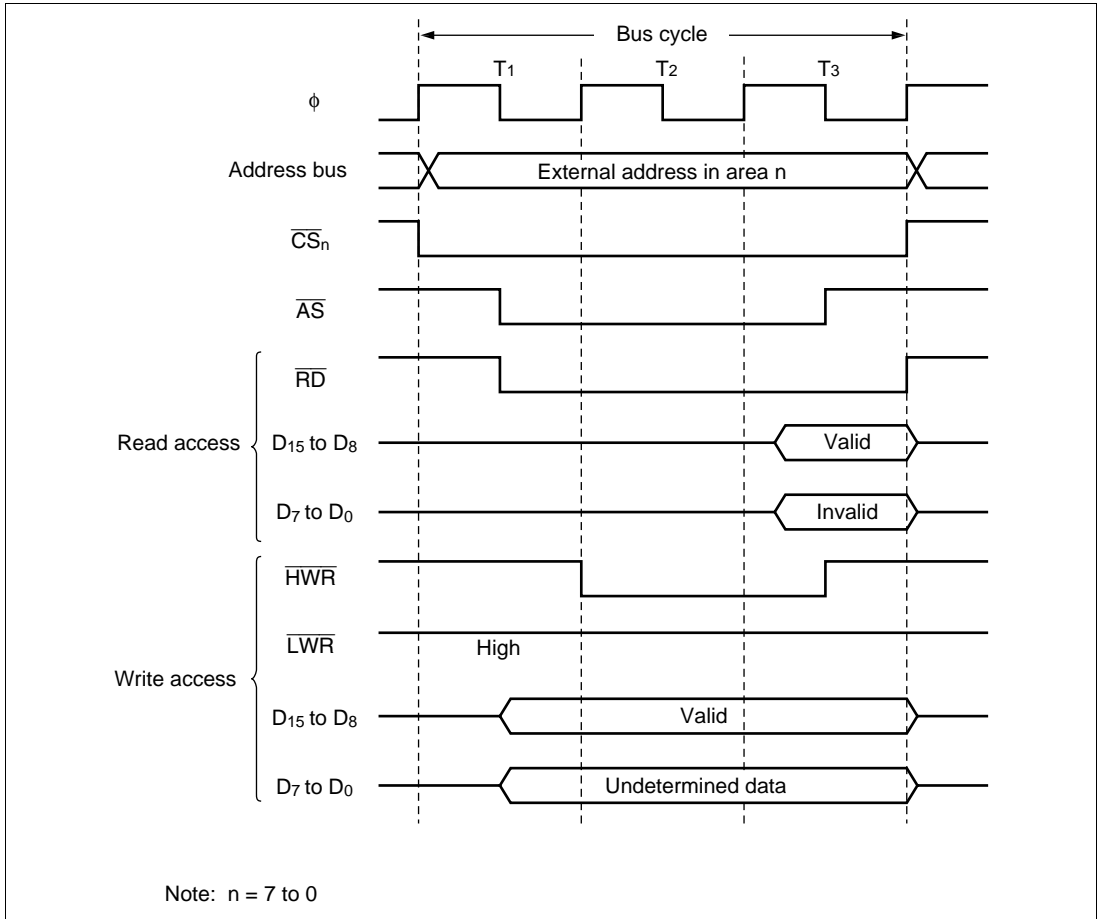 Bus cycle
T1 T2 T3
ϕ
Address bus External address in area n
CSn
AS
RD
Read access D15 to D8 Valid
D7 to D0 Invalid
HWR
LWR High
Write access
D15 to D8 Valid
D7 to D0 Undetermined data
Note: n = 7 to 0